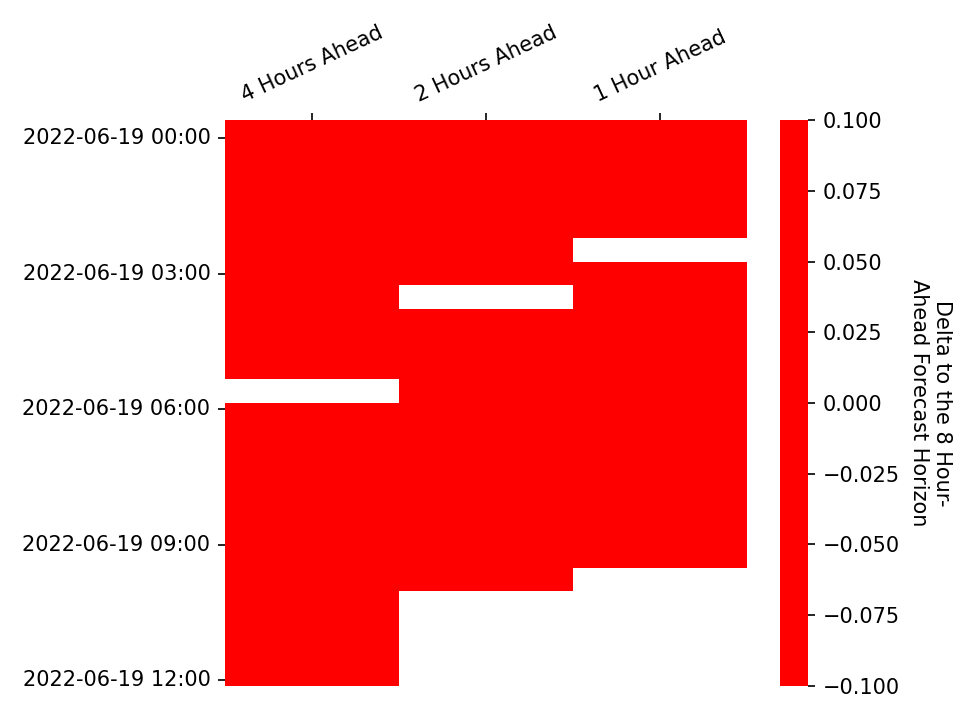 4 Hours Ahead
2 Hours Ahead
1 Hour Ahead
2022-06-19 00:00
2022-06-19 03:00
2022-06-19 06:00
2022-06-19 09:00
2022-06-19 12:00
0.100
0.075
0.050
0.025
0.000
−0.025
−0.050
−0.075
−0.100
Delta to the 8 Hour-
Ahead Forecast Horizon